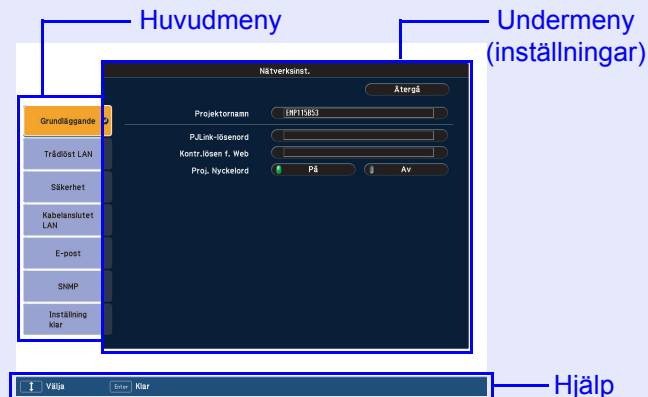 Huvudmeny
Undermeny
(inställningar)
Nätverksinst.
Återgå
Projektornamn EMP115B53
PJLink-lösenord
Kontr.lösen f. Web
Proj. Nyckelord På Av
Grundläggande
Trådlöst LAN
Säkerhet
Kabelanslutet
LAN
E-post
SNMP
Inställning
klar
Välja Enter Klar
Hjälp